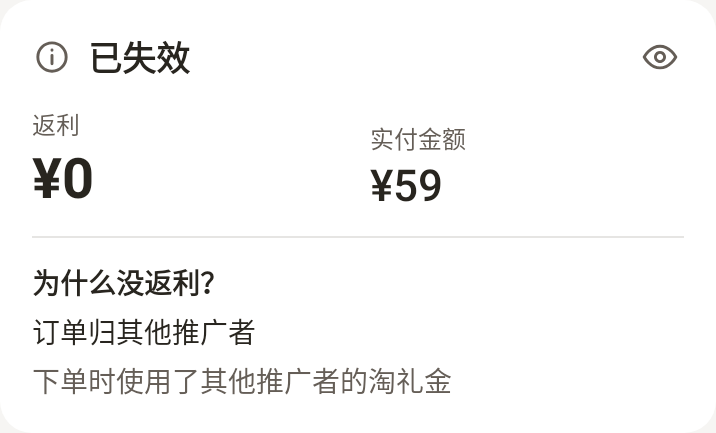 已失效
返利
¥0
实付金额
¥59
为什么没返利?
订单归其他推广者
下单时使用了其他推广者的淘礼金